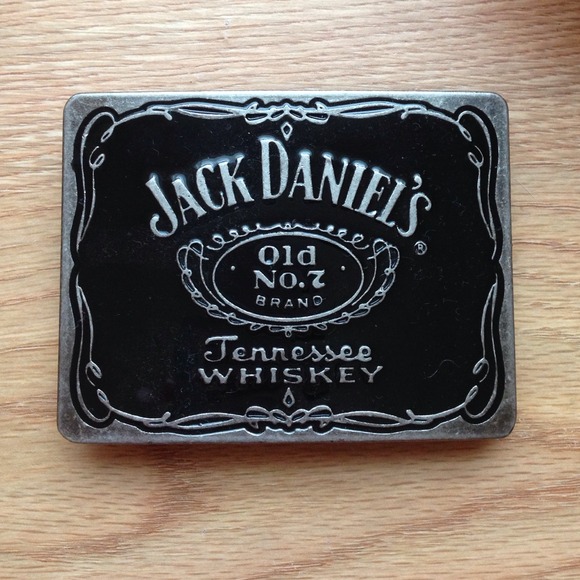 JACK DANIEL'S
®
Old
No.7
BRAND
Tennessee
WHISKEY